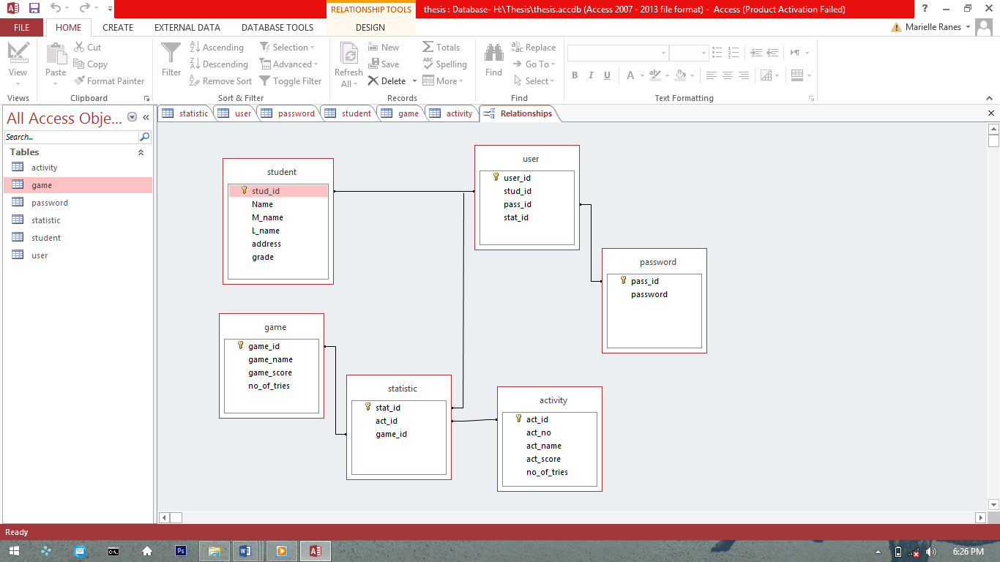 RELATIONSHIP TOOLS
thesis : Database- H:\Thesis\thesis.accdb (Access 2007 - 2013 file format) - Access (Product Activation Failed)
FILE HOME CREATE EXTERNAL DATA DATABASE TOOLS DESIGN Marielle Ranes
View
Views
Paste
Cut
Copy
Format Painter
Clipboard
Filter
Ascending
Descending
Remove Sort
Selection
Advanced
Toggle Filter
Sort & Filter
Refresh
All
New
Save
Delete
Totals
Spelling
More
Records
Find
Replace
Go To
Select
Find
B I U A
Text Formatting
All Access Obje...
Search...
Tables
activity
game
password
statistic
student
user
statistic user password student game activity Relationships
student
stud_id
Name
M_name
L_name
address
grade
user
user_id
stud_id
pass_id
stat_id
password
pass_id
password
game
game_id
game_name
game_score
no_of_tries
statistic
stat_id
act_id
game_id
activity
act_id
act_no
act_name
act_score
no_of_tries
Ready
6:26 PM